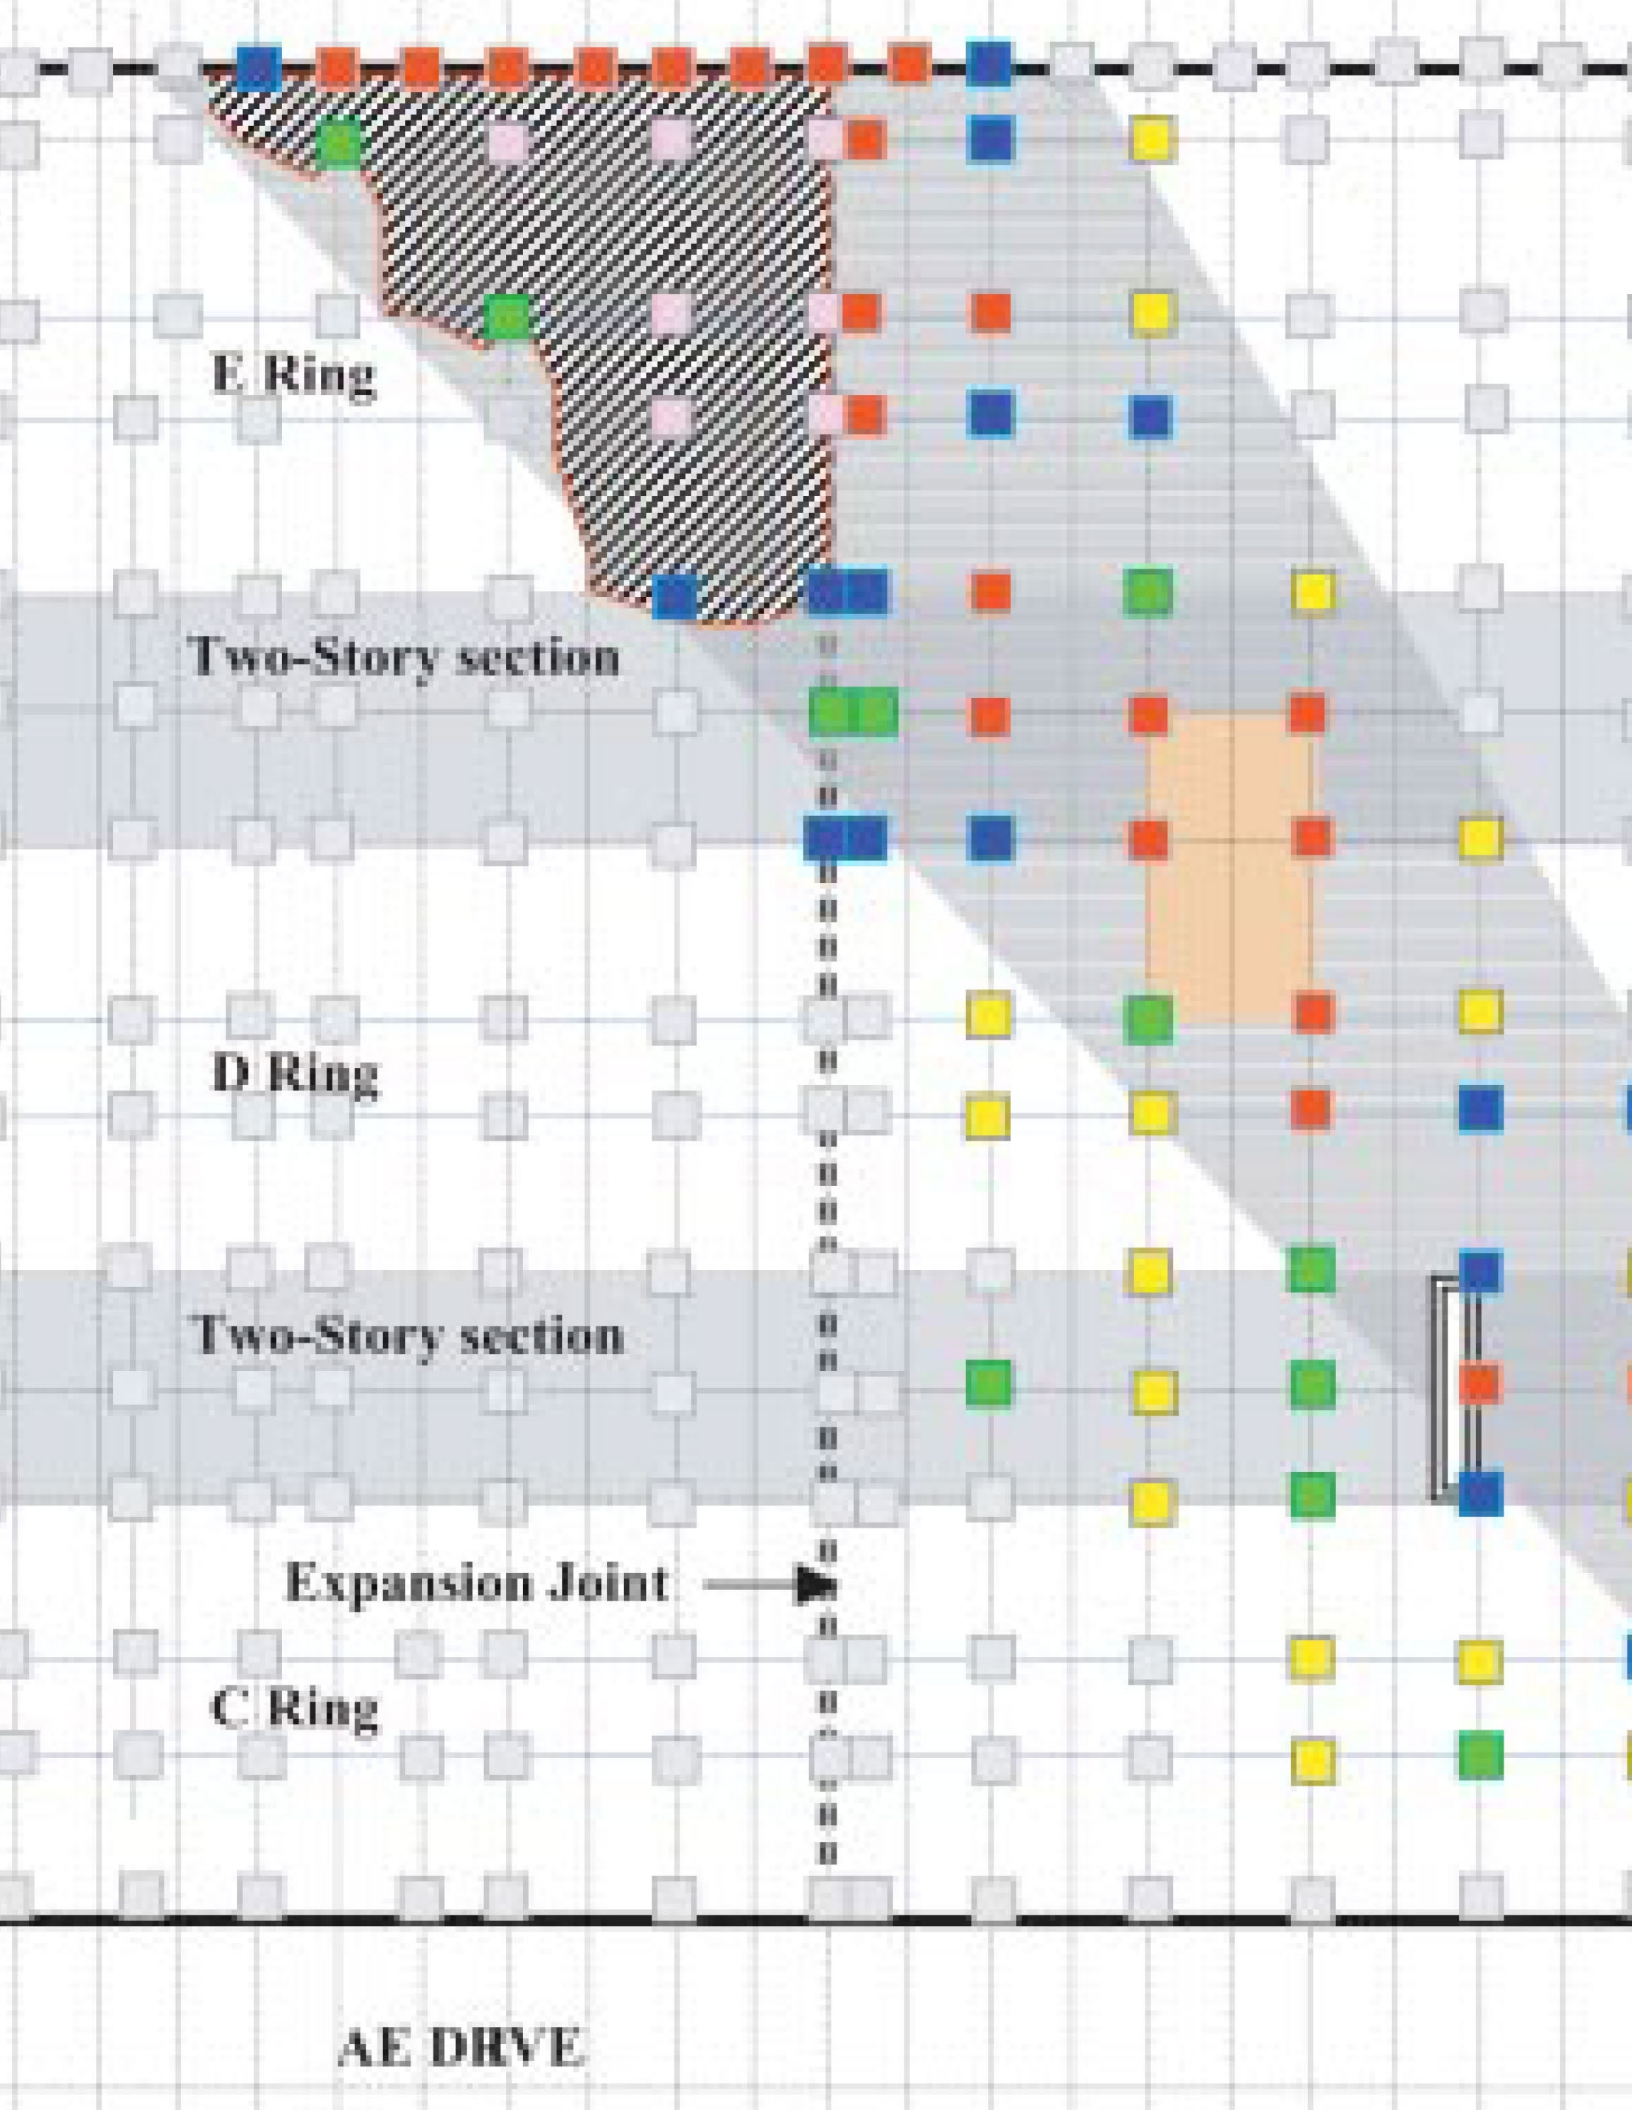 E Ring
Two-Story section
D Ring
Two-Story section
Expansion Joint
C Ring
AE DRVE